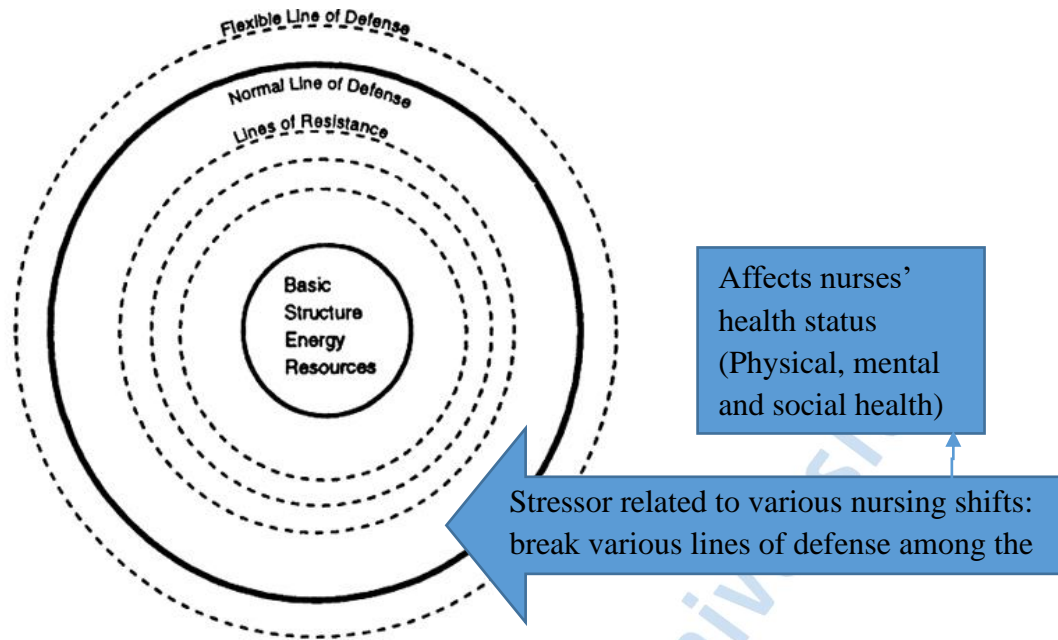 Flexible Line of Defense
Normal Line of Defense
Lines of Resistance
Basic
Structure
Energy
Resources
Affects nurses’
health status
(Physical, mental
and social health)
Stressor related to various nursing shifts:
break various lines of defense among the